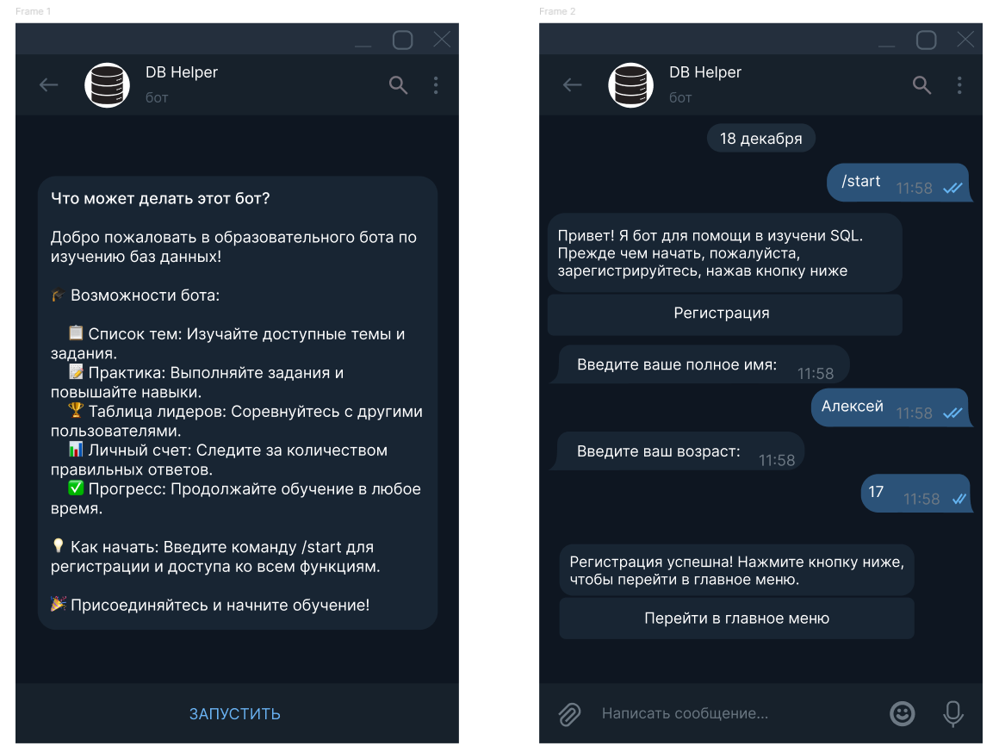 Frame 1
DB Helper
бот
Что может делать этот бот?
Добро пожаловать в образовательного бота по
изучению баз данных!
🎓 Возможности бота:
📋 Список тем: Изучайте доступные темы и
задания.
📝 Практика: Выполняйте задания и
повышайте навыки.
🏆 Таблица лидеров: Соревнуйтесь с другими
пользователями.
📊 Личный счет: Следите за количеством
правильных ответов.
✅ Прогресс: Продолжайте обучение в любое
время.
💡 Как начать: Введите команду /start для
регистрации и доступа ко всем функциям.
🎉 Присоединяйтесь и начните обучение!
ЗАПУСТИТЬ
Frame 2
DB Helper
бот
18 декабря
/start 11:58
Привет! Я бот для помощи в изучени SQL.
Прежде чем начать, пожалуйста,
зарегистрируйтесь, нажав кнопку ниже
Регистрация
Введите ваше полное имя: 11:58
Алексей 11:58
Введите ваш возраст: 11:58
17 11:58
Регистрация успешна! Нажмите кнопку ниже,
чтобы перейти в главное меню.
Перейти в главное меню
Написать сообщение...